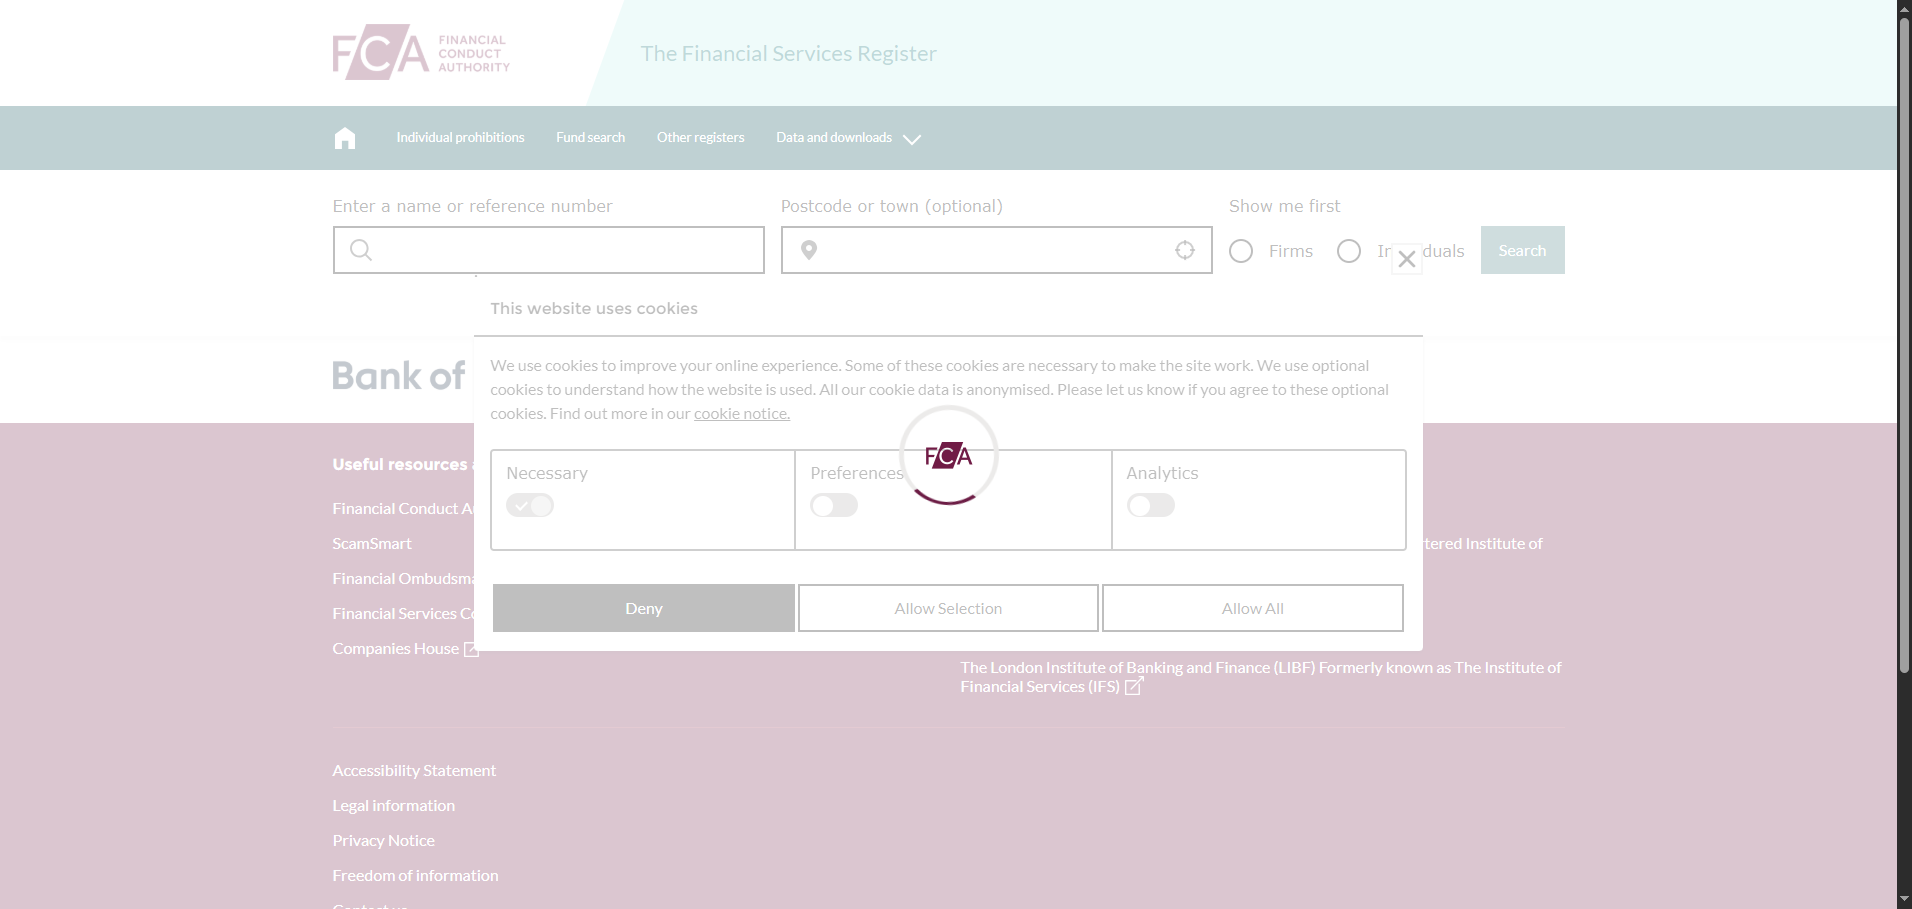 FCA FINANCIAL
CONDUCT
AUTHORITY
The Financial Services Register
Individual prohibitions
Fund search
Other registers
Data and downloads
Enter a name or reference number
Postcode or town (optional)
Show me first
Firms
Search
This website uses cookies
Bank of
We use cookies to improve your online experience. Some of these cookies are necessary to make the site work. We use optional
cookies to understand how the website is used. All our cookie data is anonymised. Please let us know if you agree to these optional
cookies. Find out more in our cookie notice.
FCA
Necessary
Preferences
Analytics
Deny
Allow Selection
Allow All
Useful resources
Financial Conduct
ScamSmart
Financial
Financial Services
Companies House
Institute of
The London Institute of Banking and Finance (LIBF) Formerly known as The Institute of
Financial Services (IFS)
Accessibility Statement
Legal information
Privacy Notice
Freedom of information